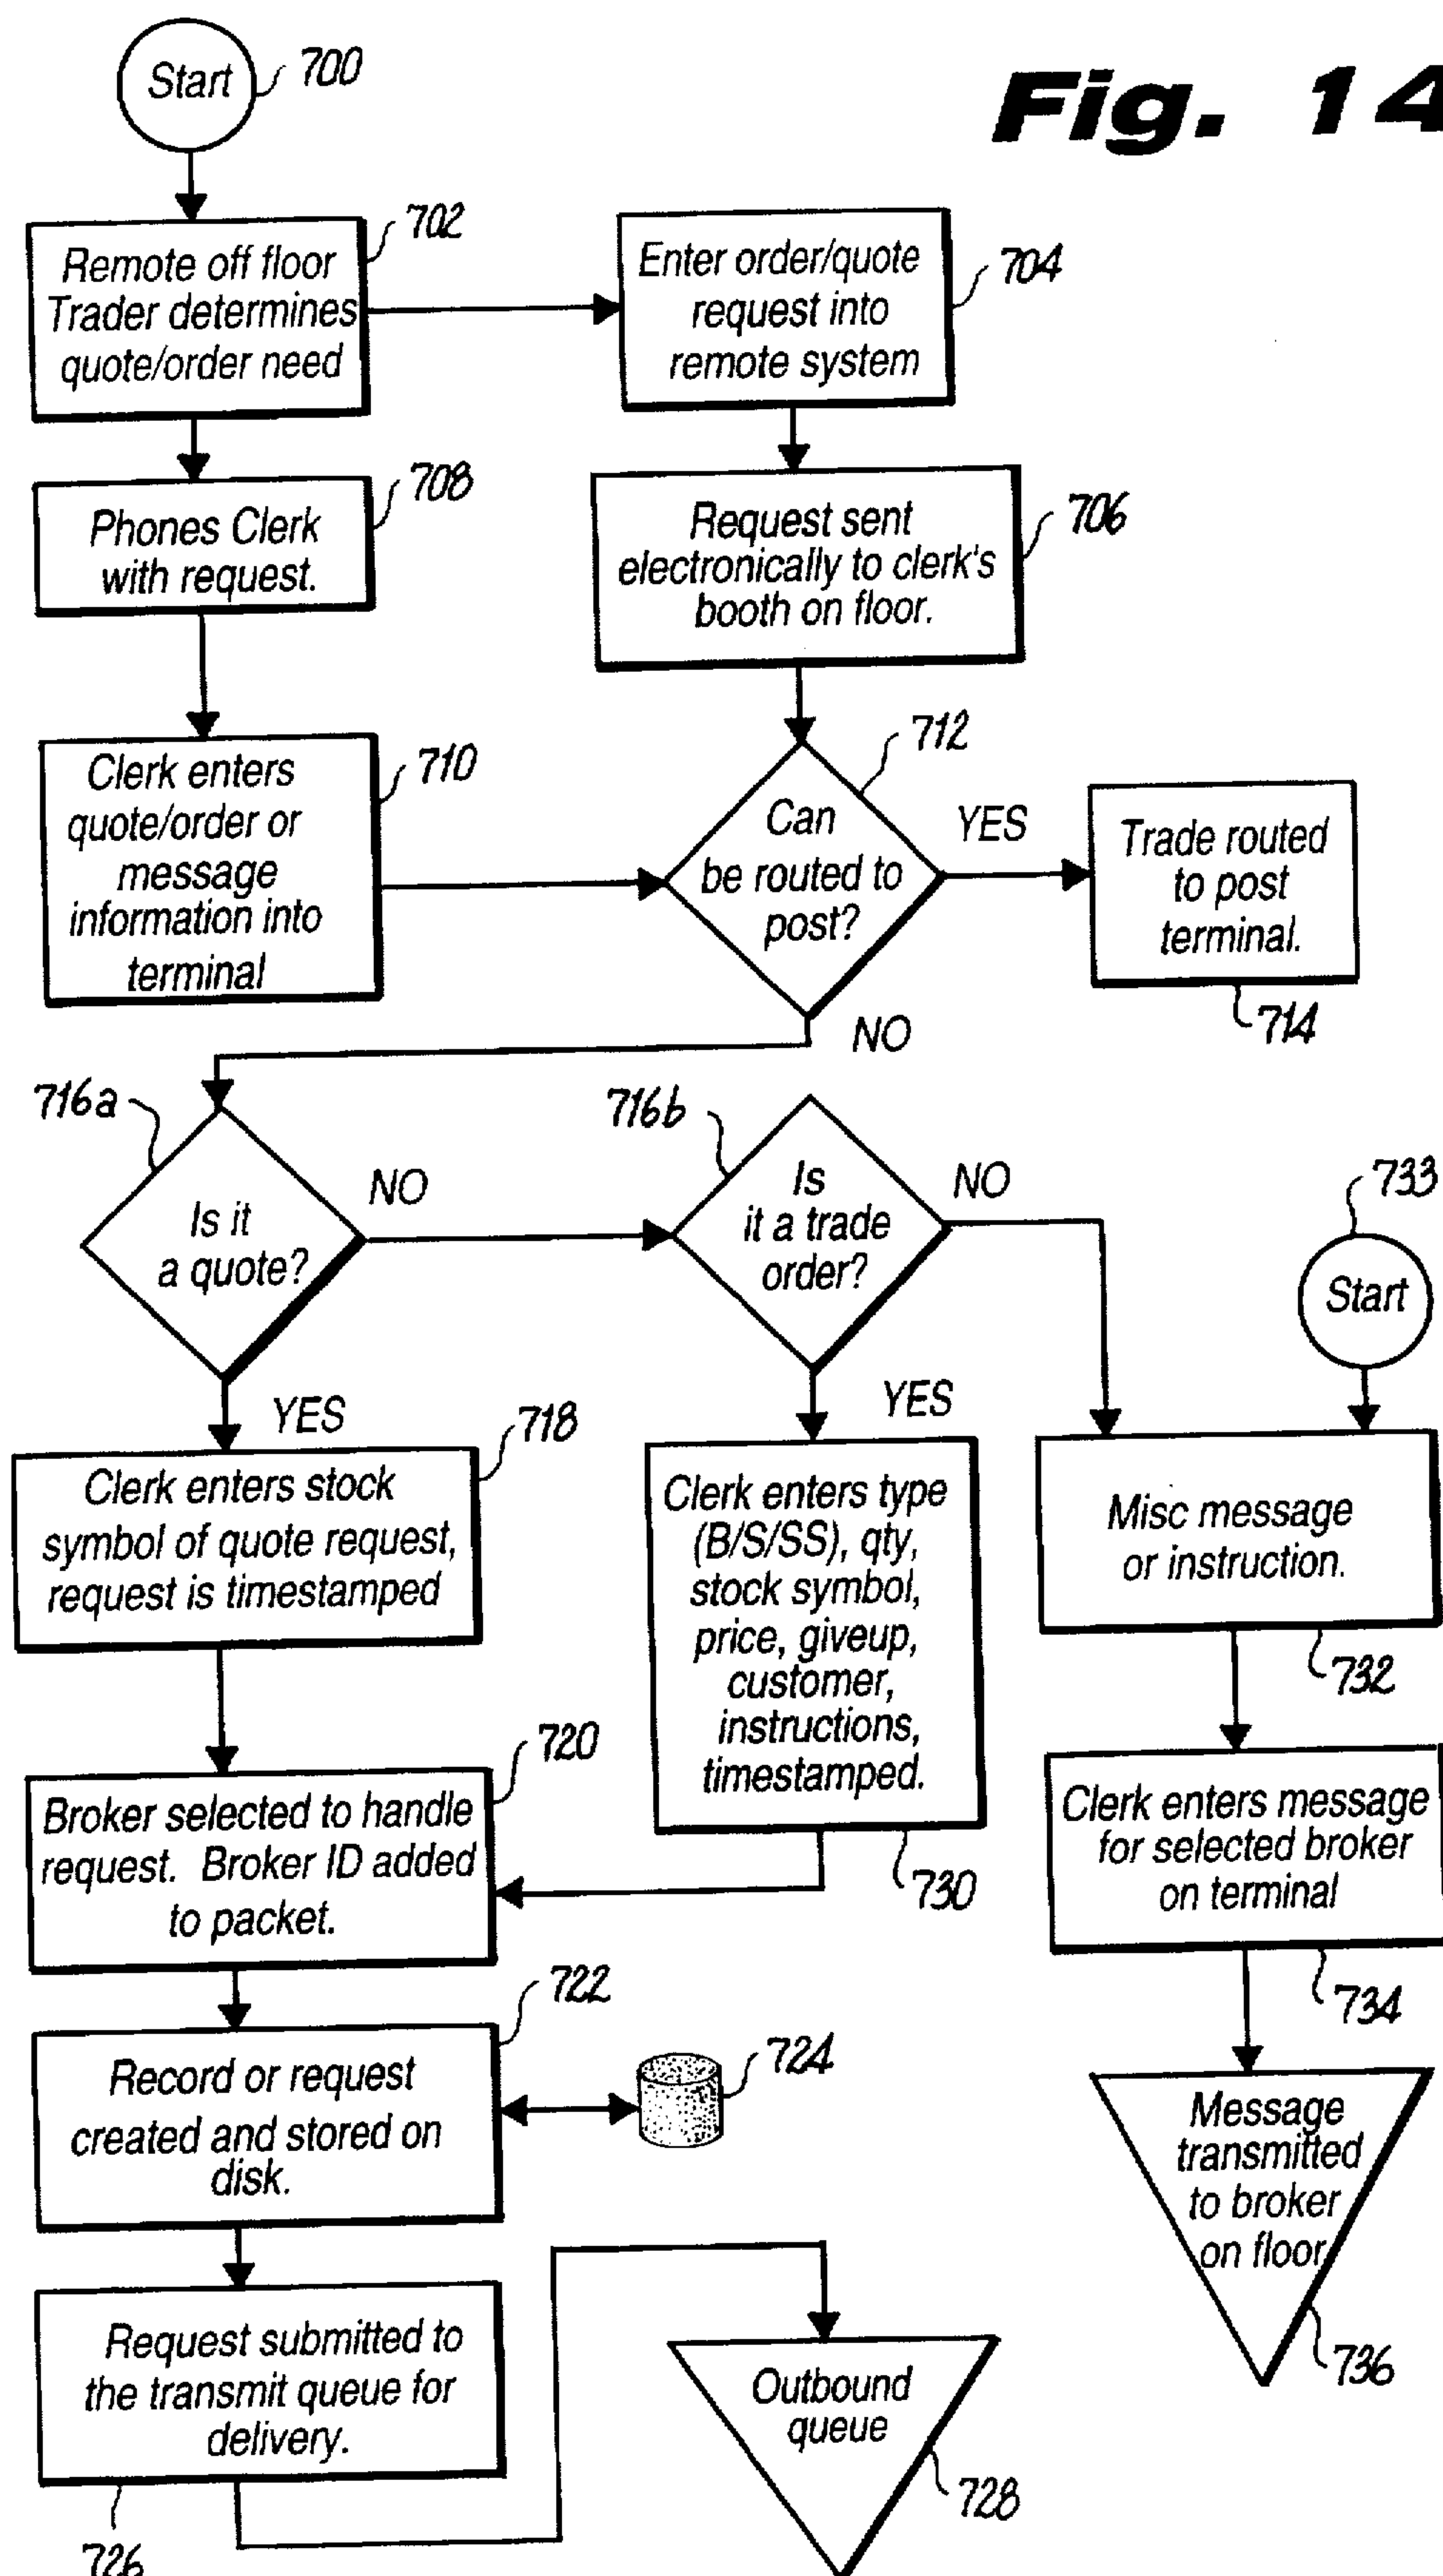 Fig. 14
Start
700
Remote off floor
Trader determines
quote/order need
702
Enter order/quote
request into
remote system
704
Phones Clerk
with request.
708
Request sent
electronically to clerk's
booth on floor.
706
Clerk enters
quote/order or
message
information into
terminal
710
Can
be routed to
post?
712
YES
Trade routed
to post
terminal.
714
NO
716a
Is it
a quote?
NO
716b
Is
it a trade
order?
NO
733
Start
YES
718
Clerk enters stock
symbol of quote request,
request is timestamped
YES
Clerk enters type
(B/S/SS), qty,
stock symbol,
price, giveup,
customer,
instructions,
timestamped.
730
Misc message
or instruction.
732
720
Broker selected to handle
request. Broker ID added
to packet.
Clerk enters message
for selected broker
on terminal
734
722
Record or request
created and stored on
disk.
724
Message
transmitted
to broker
on floor.
736
Request submitted to
the transmit queue for
delivery.
726
Outbound
queue
728